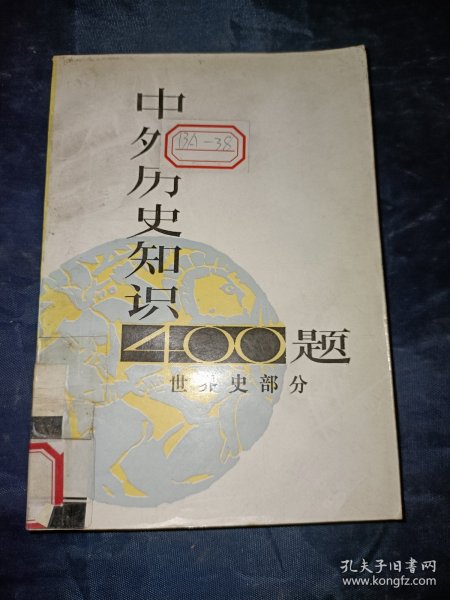 中外历史知识
400题
世界史部分
13A-38
孔夫子旧书网
www.kongfz.com